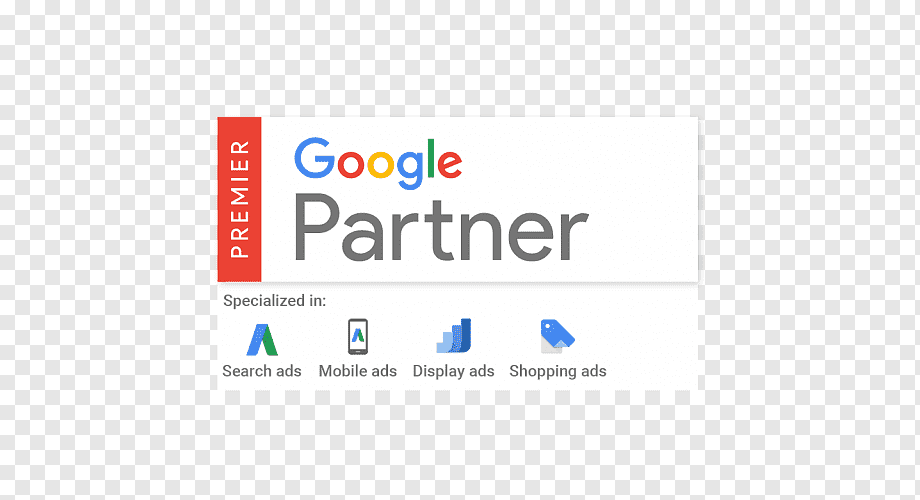 PREMIER
Google
Partner
Specialized in:
Search ads
Mobile ads
Display ads
Shopping ads